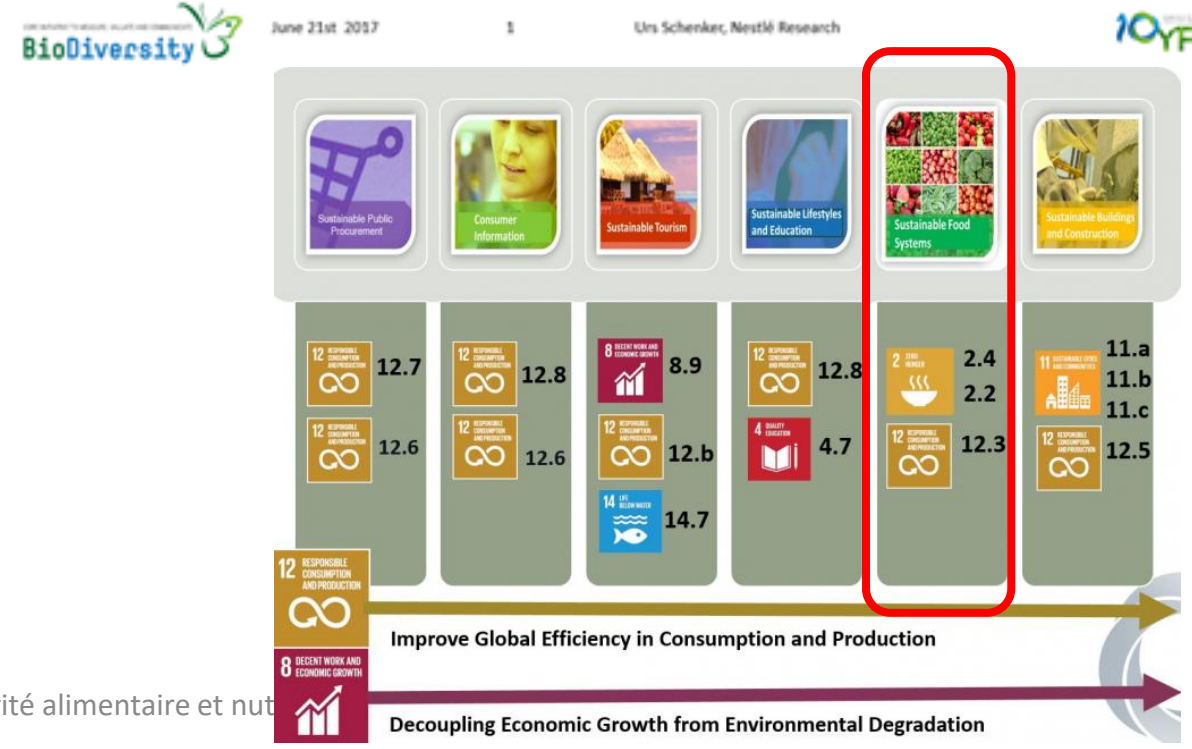 BioDiversity
June 21st 2017
1
Urs Schenker, Nestlé Research
10YF
Sustainable Public
Procurement
Consumer
Information
Sustainable Tourism
Sustainable Lifestyles
and Education
Sustainable Food
Systems
Sustainable Buildings
and Construction
12 RESPONSIBLE
CONSUMPTION
AND PRODUCTION
12.7
12 RESPONSIBLE
CONSUMPTION
AND PRODUCTION
12.6
12 RESPONSIBLE
CONSUMPTION
AND PRODUCTION
12.8
12 RESPONSIBLE
CONSUMPTION
AND PRODUCTION
12.6
8 DECENT WORK AND
ECONOMIC GROWTH
8.9
12 RESPONSIBLE
CONSUMPTION
AND PRODUCTION
12.b
14 LIFE
BELOW WATER
14.7
12 RESPONSIBLE
CONSUMPTION
AND PRODUCTION
12.8
4 QUALITY
EDUCATION
4.7
2 ZERO
HUNGER
2.4
2.2
12 RESPONSIBLE
CONSUMPTION
AND PRODUCTION
12.3
11 SUSTAINABLE CITIES
AND COMMUNITIES
11.a
11.b
11.c
12 RESPONSIBLE
CONSUMPTION
AND PRODUCTION
12.5
12 RESPONSIBLE
CONSUMPTION
AND PRODUCTION
Improve Global Efficiency in Consumption and Production
8 DECENT WORK AND
ECONOMIC GROWTH
rité alimentaire et nut
Decoupling Economic Growth from Environmental Degradation